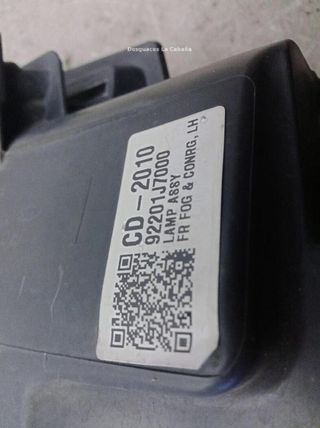 Desguaces La Cabaña
CD - 2010
92201J7000
LAMP ASSY
FR FOG & CONRG, LH